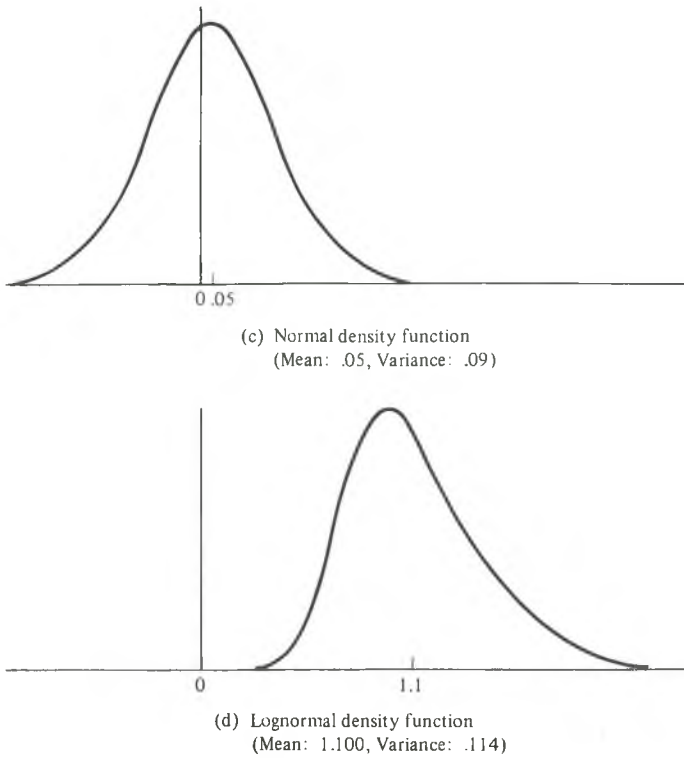 0 .05
(c) Normal density function
(Mean: .05, Variance: .09)
0 1.1
(d) Lognormal density function
(Mean: 1.100, Variance: .114)